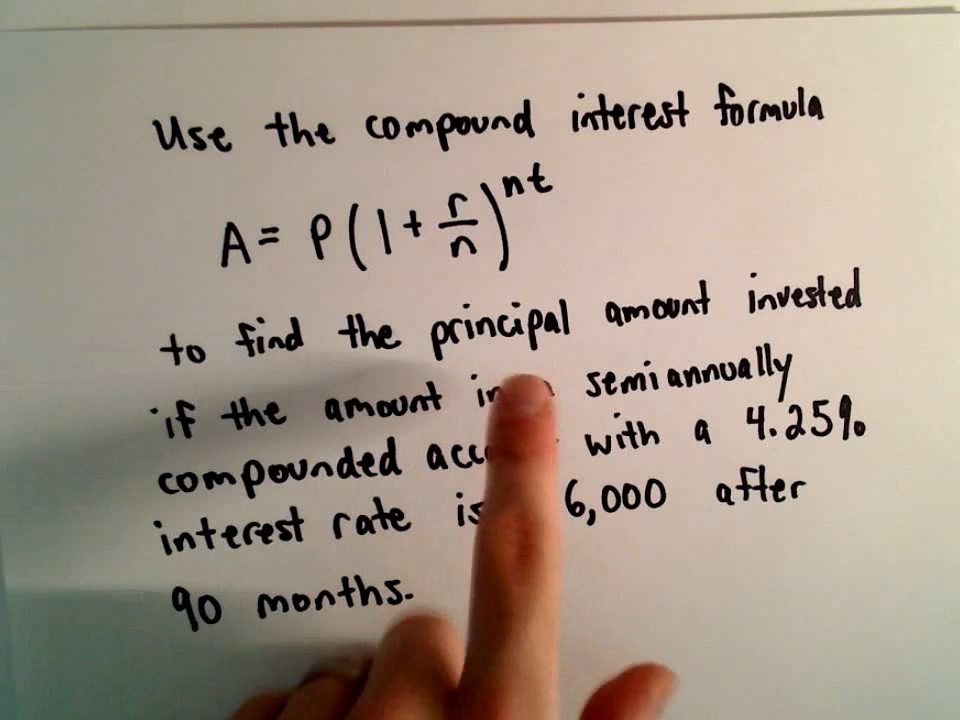 Use the compound interest formula
A = P(1 + r/n)^nt
to find the principal amount invested
if the amount in semiannually
compounded with a 4.25%
interest rate is 6,000 after
90 months.